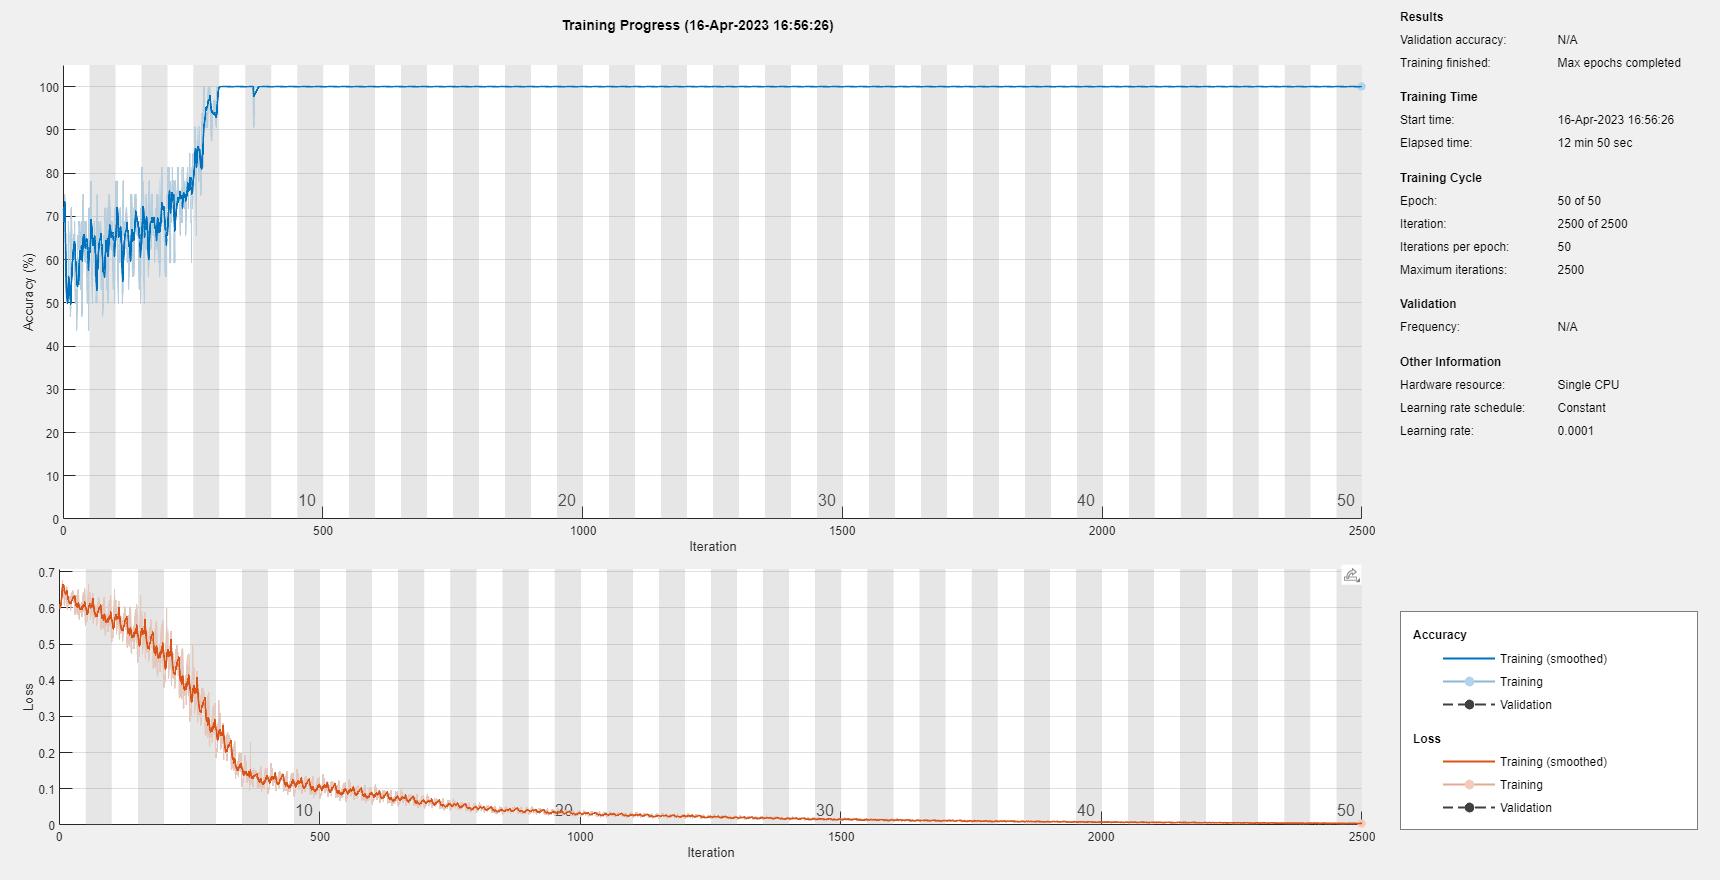 Training Progress (16-Apr-2023 16:56:26)
100
90
80
70
60
50
40
30
20
10
0
Accuracy (%)
10
20
30
40
50
0
500
1000
1500
2000
2500
Iteration
0.7
0.6
0.5
0.4
0.3
0.2
0.1
0
Loss
10
20
30
40
50
0
500
1000
1500
2000
2500
Iteration
Results
Validation accuracy: N/A
Training finished: Max epochs completed
Training Time
Start time: 16-Apr-2023 16:56:26
Elapsed time: 12 min 50 sec
Training Cycle
Epoch: 50 of 50
Iteration: 2500 of 2500
Iterations per epoch: 50
Maximum iterations: 2500
Validation
Frequency: N/A
Other Information
Hardware resource: Single CPU
Learning rate schedule: Constant
Learning rate: 0.0001
Accuracy
Training (smoothed)
Training
Validation
Loss
Training (smoothed)
Training
Validation